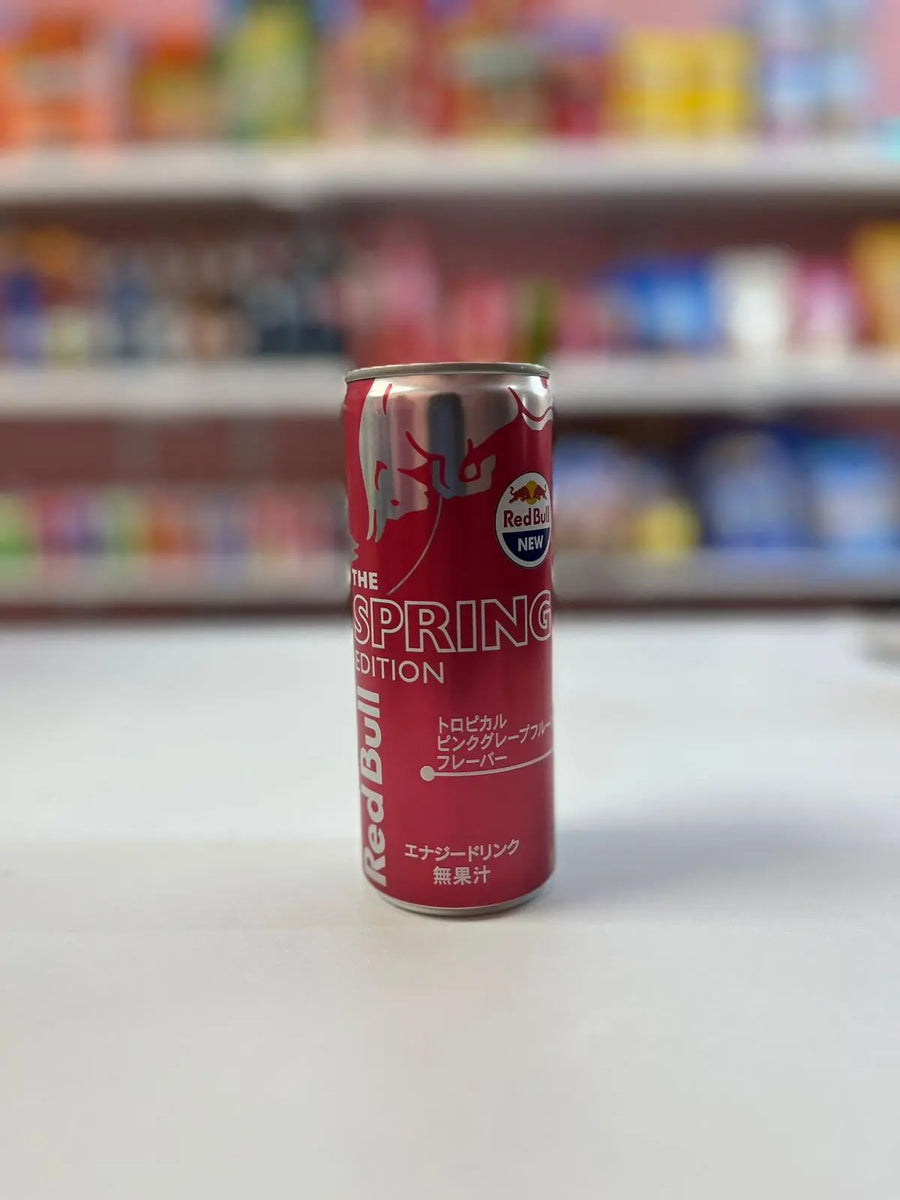 Red Bull
NEW
THE
SPRING
EDITION
Red Bull
トロピカル
ピンクグレープフルー
フレーバー
エナジードリンク
無果汁